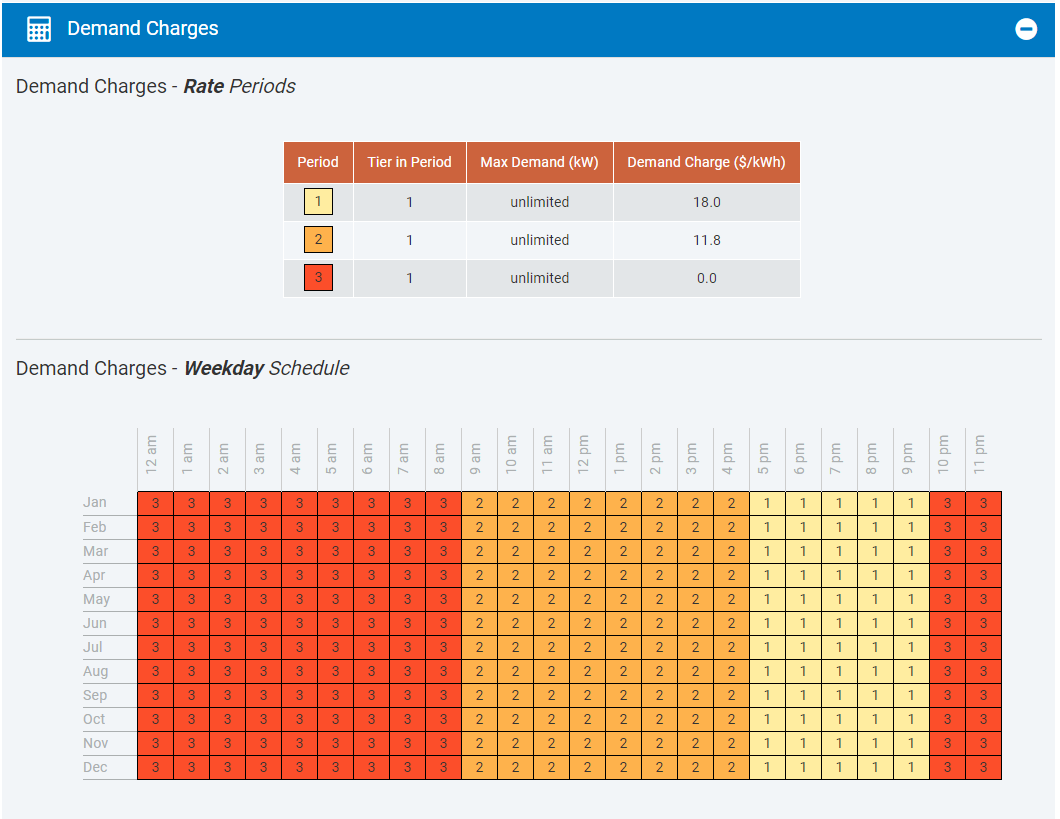 Demand Charges
Demand Charges - Rate Periods
Period Tier in Period Max Demand (kW) Demand Charge ($/kWh)
1 1 unlimited 18.0
2 1 unlimited 11.8
3 1 unlimited 0.0
Demand Charges - Weekday Schedule
12 am 1 am 2 am 3 am 4 am 5 am 6 am 7 am 8 am 9 am 10 am 11 am 12 pm 1 pm 2 pm 3 pm 4 pm 5 pm 6 pm 7 pm 8 pm 9 pm 10 pm 11 pm
Jan 3 3 3 3 3 3 3 3 3 2 2 2 2 2 2 2 2 1 1 1 1 1 3 3
Feb 3 3 3 3 3 3 3 3 3 2 2 2 2 2 2 2 2 1 1 1 1 1 3 3
Mar 3 3 3 3 3 3 3 3 3 2 2 2 2 2 2 2 2 1 1 1 1 1 3 3
Apr 3 3 3 3 3 3 3 3 3 2 2 2 2 2 2 2 2 1 1 1 1 1 3 3
May 3 3 3 3 3 3 3 3 3 2 2 2 2 2 2 2 2 1 1 1 1 1 3 3
Jun 3 3 3 3 3 3 3 3 3 2 2 2 2 2 2 2 2 1 1 1 1 1 3 3
Jul 3 3 3 3 3 3 3 3 3 2 2 2 2 2 2 2 2 1 1 1 1 1 3 3
Aug 3 3 3 3 3 3 3 3 3 2 2 2 2 2 2 2 2 1 1 1 1 1 3 3
Sep 3 3 3 3 3 3 3 3 3 2 2 2 2 2 2 2 2 1 1 1 1 1 3 3
Oct 3 3 3 3 3 3 3 3 3 2 2 2 2 2 2 2 2 1 1 1 1 1 3 3
Nov 3 3 3 3 3 3 3 3 3 2 2 2 2 2 2 2 2 1 1 1 1 1 3 3
Dec 3 3 3 3 3 3 3 3 3 2 2 2 2 2 2 2 2 1 1 1 1 1 3 3